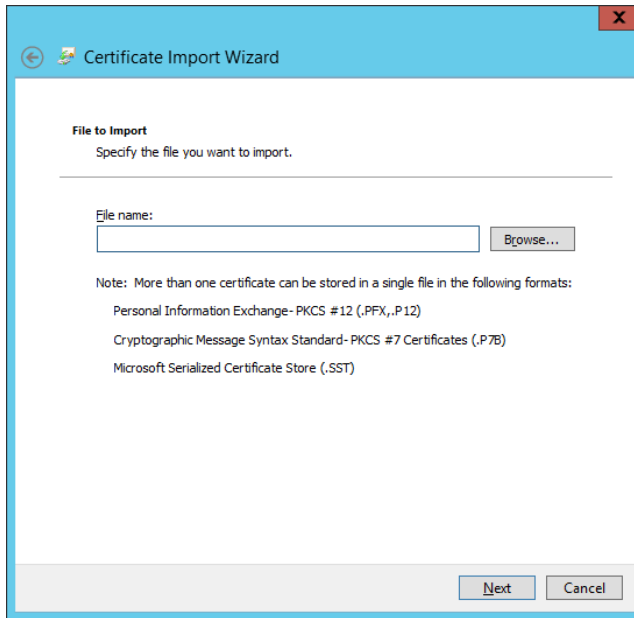 X
Certificate Import Wizard
File to Import
Specify the file you want to import.
File name:
Browse...
Note: More than one certificate can be stored in a single file in the following formats:
Personal Information Exchange- PKCS #12 (.PFX,.P12)
Cryptographic Message Syntax Standard- PKCS #7 Certificates (.P7B)
Microsoft Serialized Certificate Store (.SST)
Next
Cancel